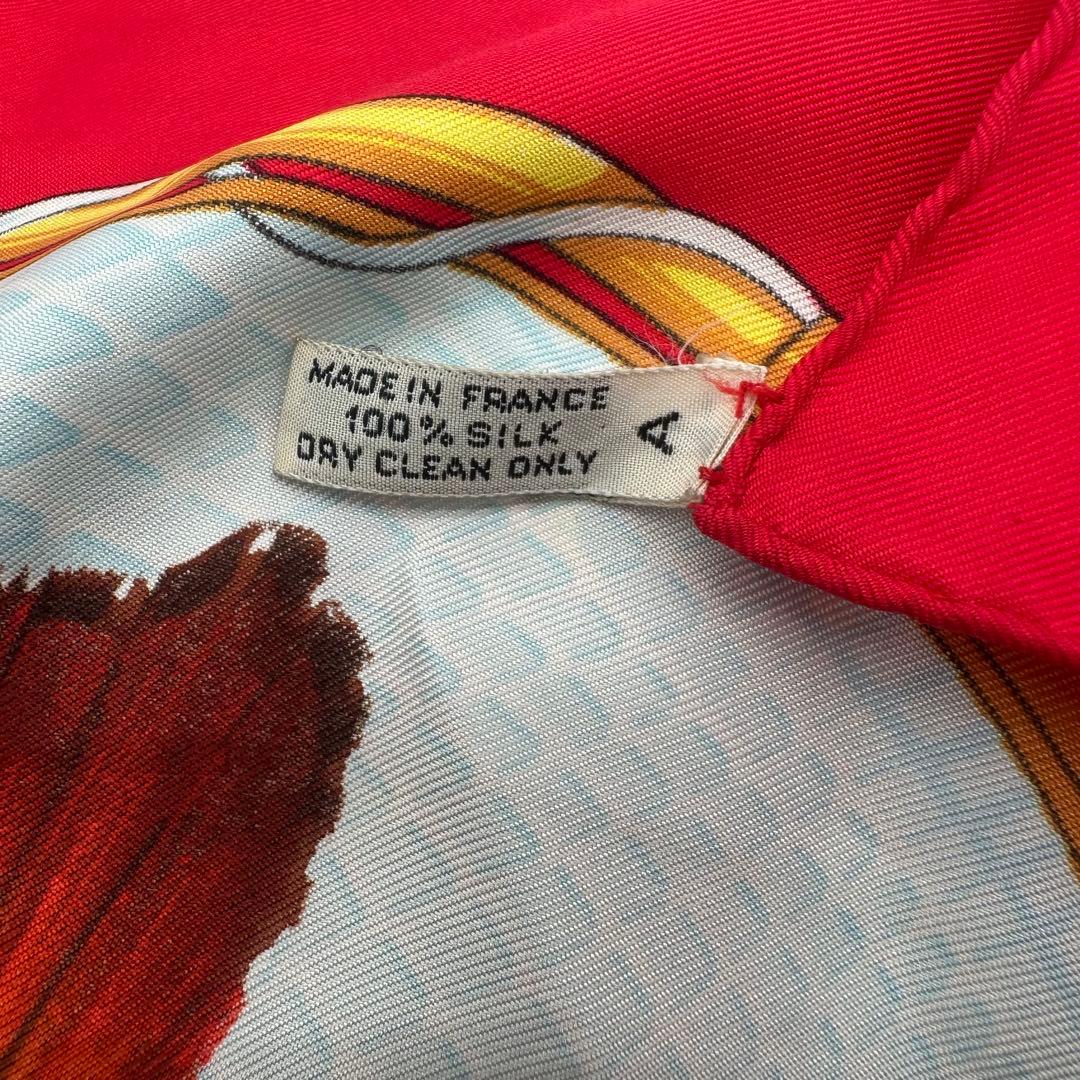 MADE IN FRANCE
100% SILK
DRY CLEAN ONLY
A